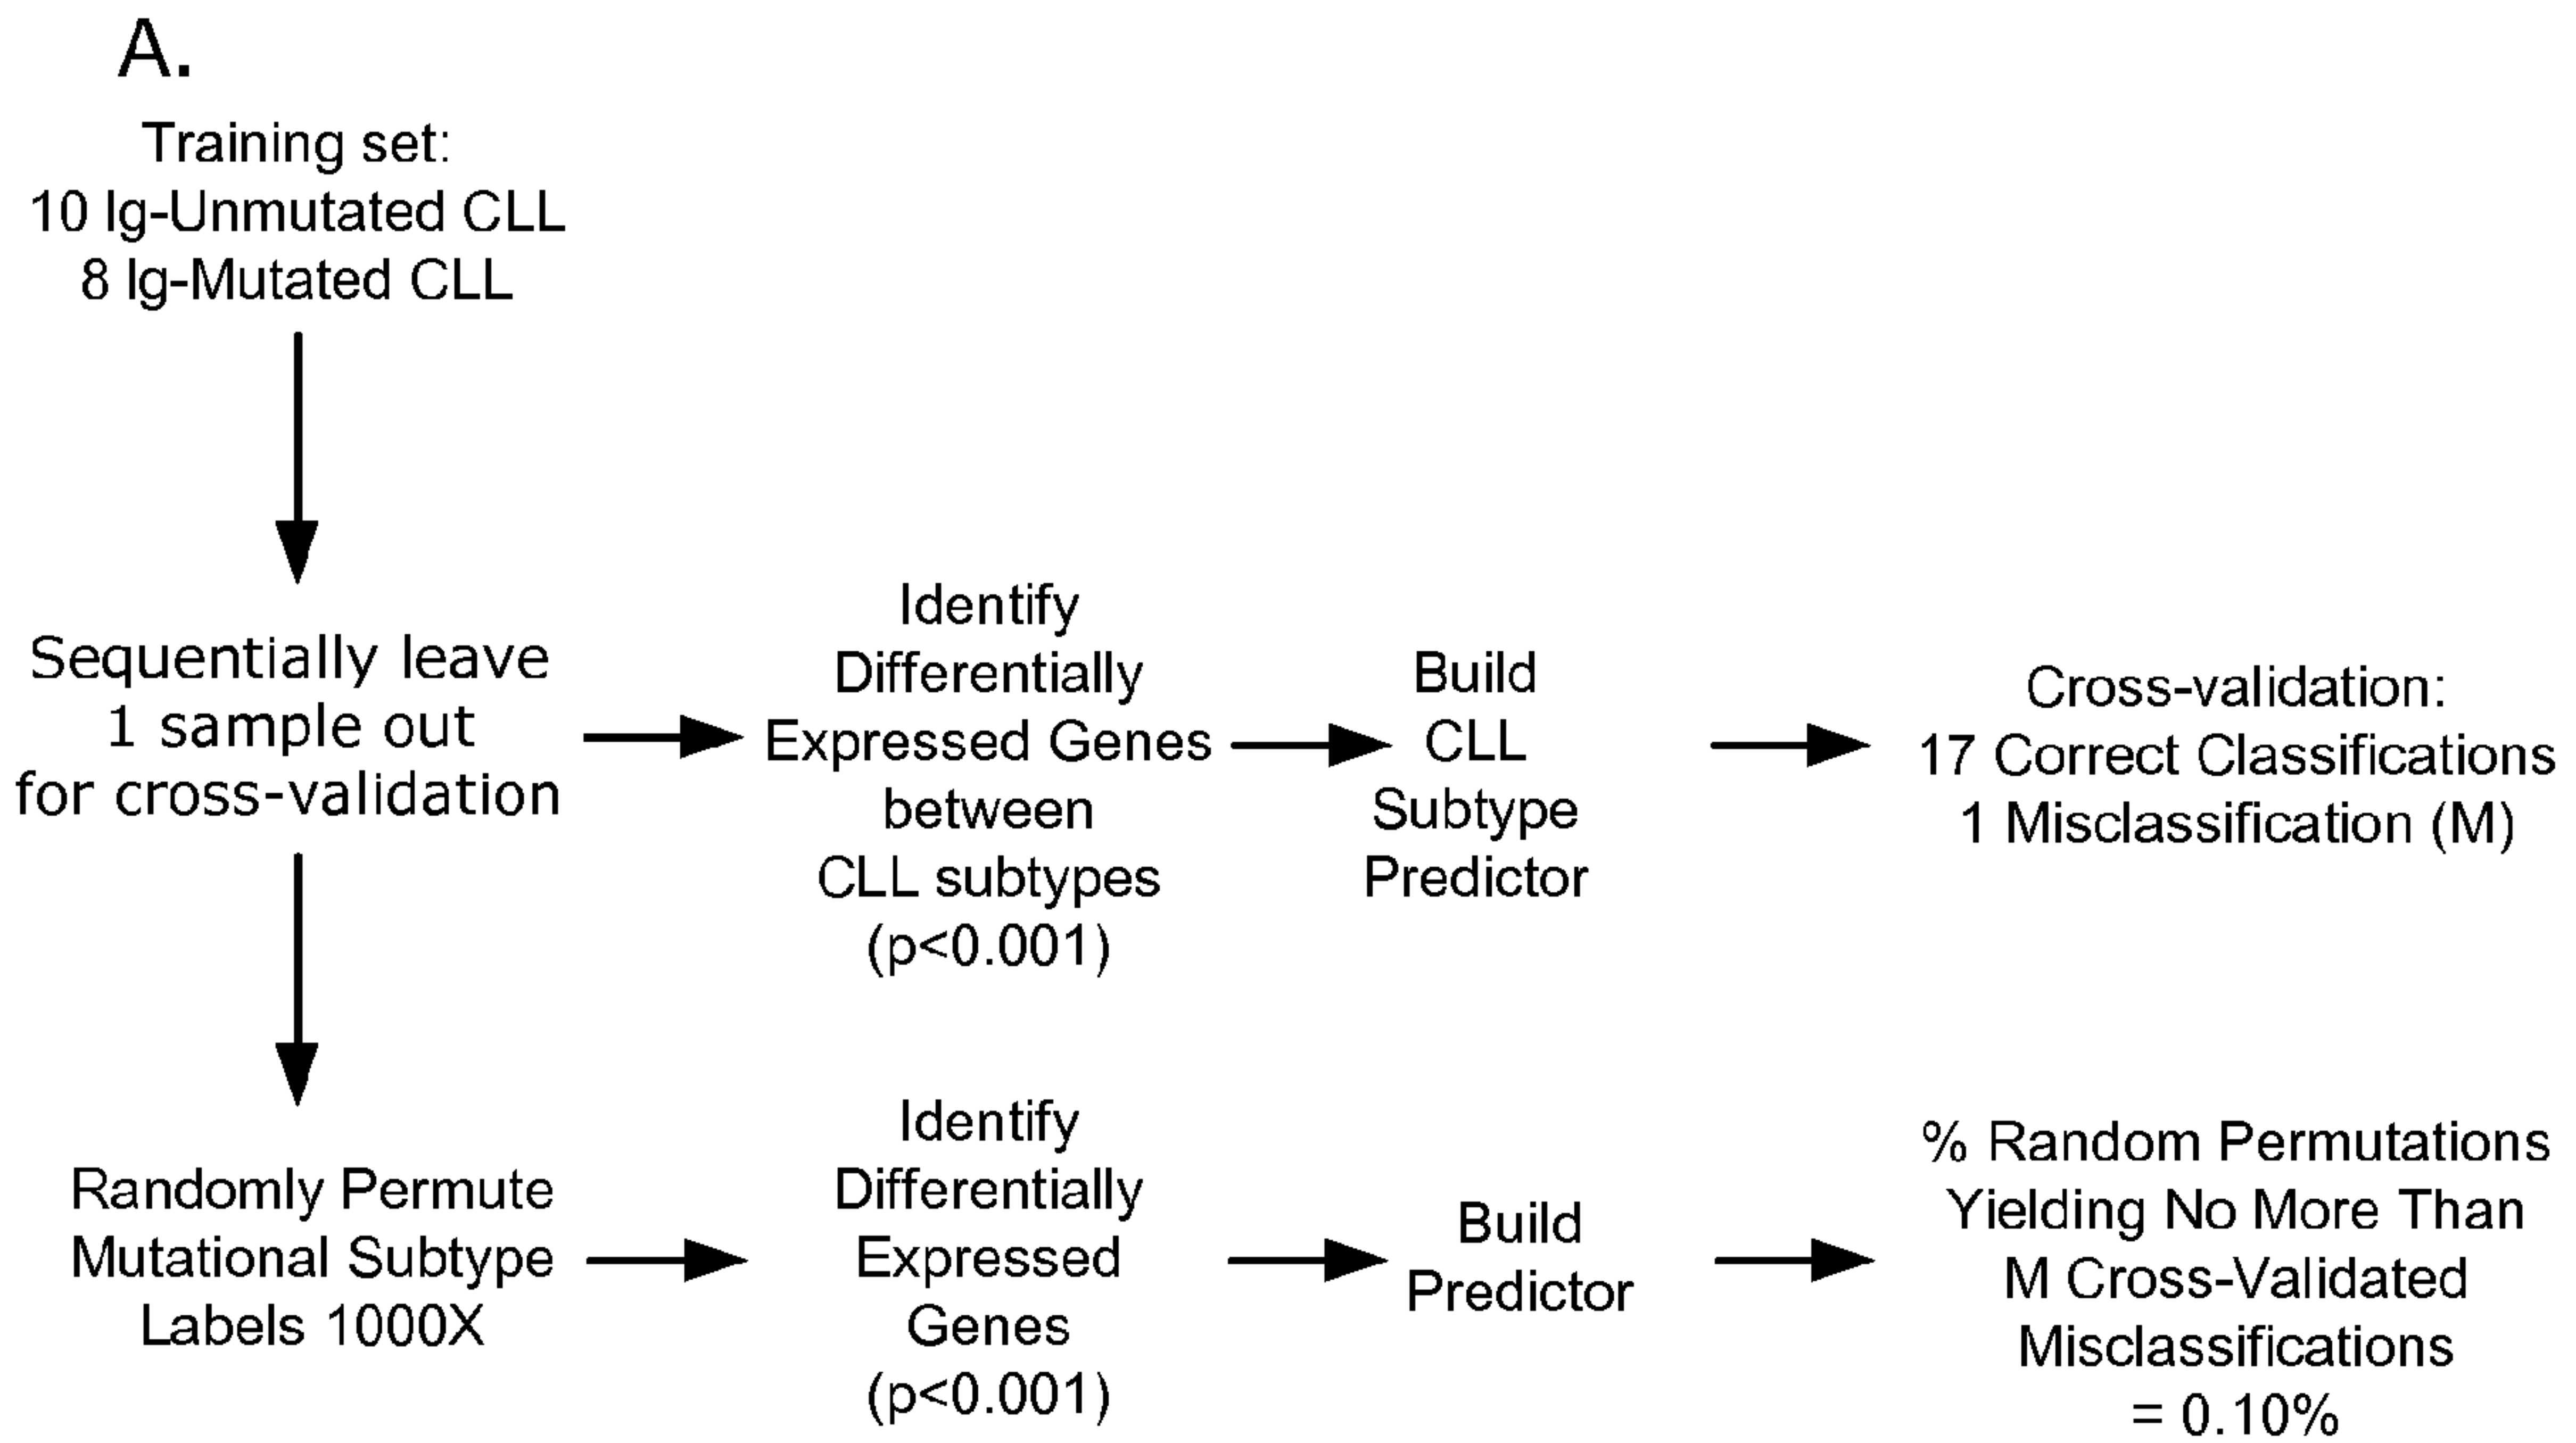 A.
Training set:
10 Ig-Unmutated CLL
8 Ig-Mutated CLL
Sequentially leave
1 sample out
for cross-validation
Identify
Differentially
Expressed Genes
between
CLL subtypes
(p<0.001)
Build
CLL
Subtype
Predictor
Cross-validation:
17 Correct Classifications
1 Misclassification (M)
Randomly Permute
Mutational Subtype
Labels 1000X
Identify
Differentially
Expressed
Genes
(p<0.001)
Build
Predictor
% Random Permutations
Yielding No More Than
M Cross-Validated
Misclassifications
= 0.10%